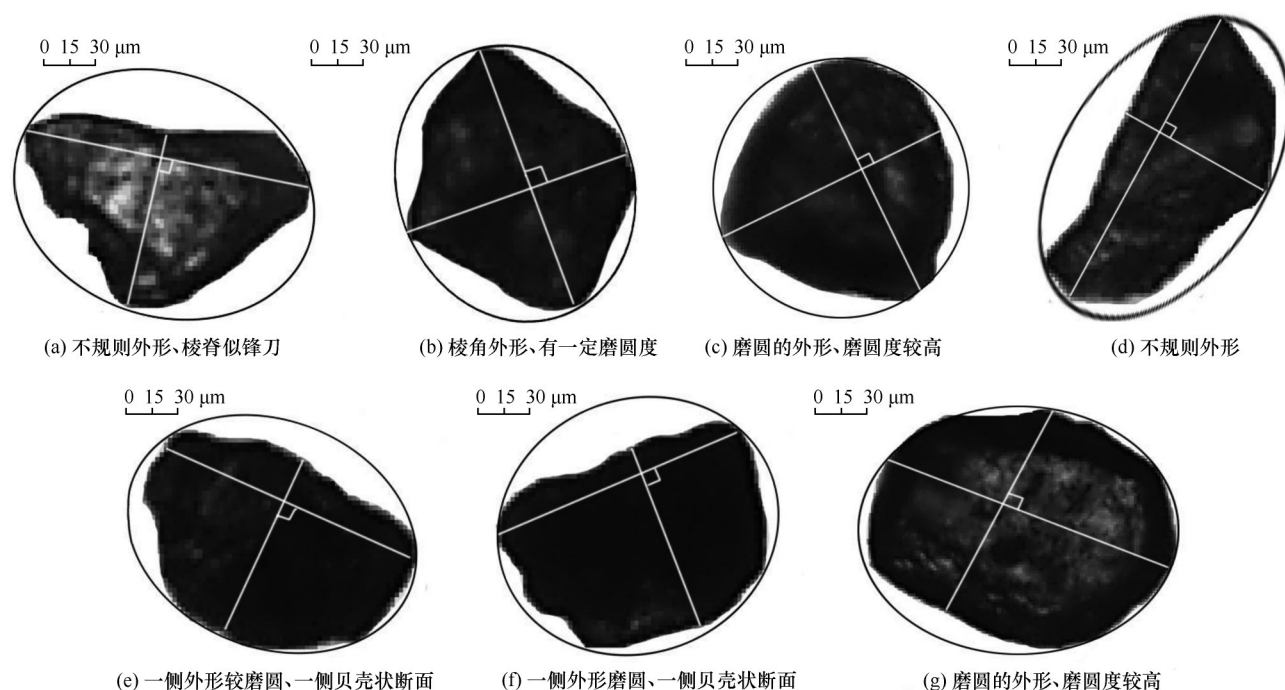 0 15 30 μm
0 15 30 μm
0 15 30 μm
0 15 30 μm
(a) 不规则外形、棱脊似锋刀
(b) 棱角外形、有一定磨圆度
(c) 磨圆的外形、磨圆度较高
(d) 不规则外形
0 15 30 μm
0 15 30 μm
0 15 30 μm
(e) 一侧外形较磨圆、一侧贝壳状断面
(f) 一侧外形磨圆、一侧贝壳状断面
(g) 磨圆的外形、磨圆度较高